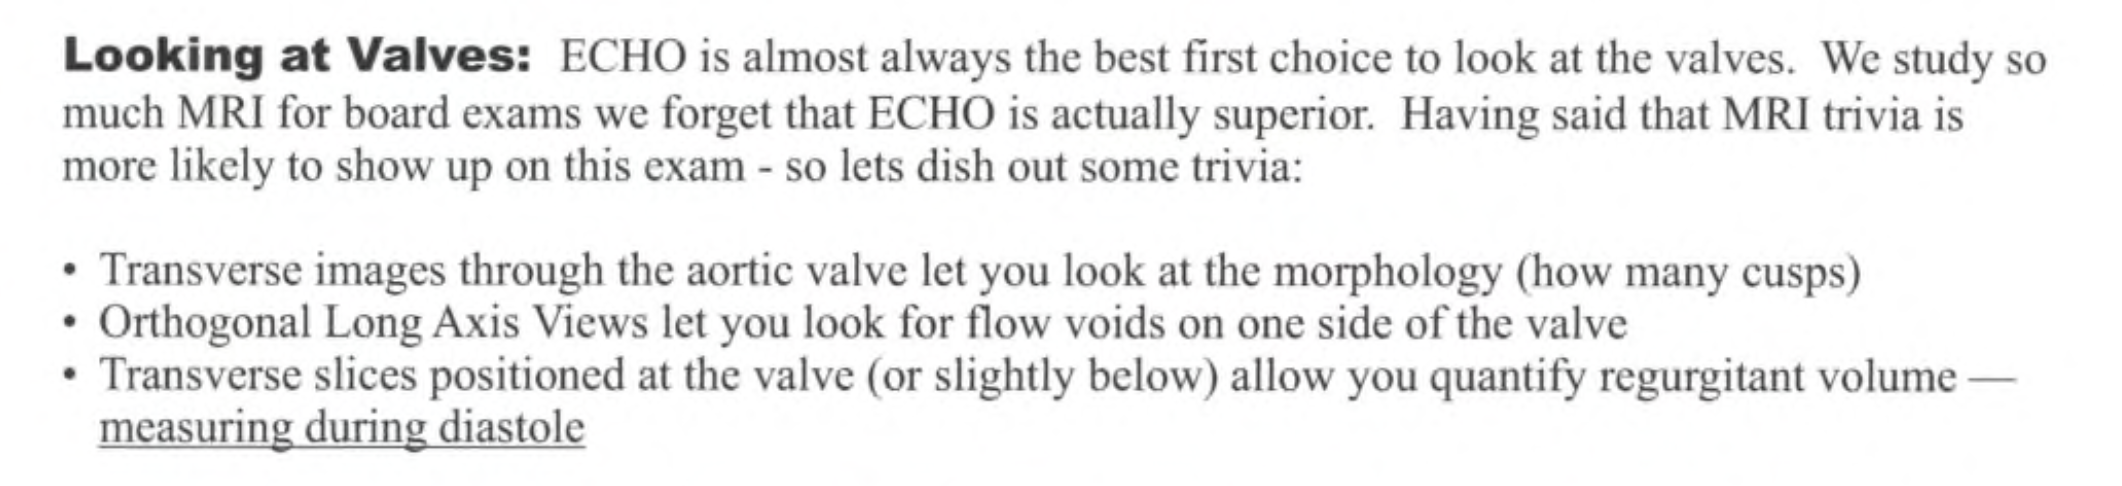 Looking at Valves: ECHO is almost always the best first choice to look at the valves. We study so
much MRI for board exams we forget that ECHO is actually superior. Having said that MRI trivia is
more likely to show up on this exam - so lets dish out some trivia:
• Transverse images through the aortic valve let you look at the morphology (how many cusps)
• Orthogonal Long Axis Views let you look for flow voids on one side of the valve
• Transverse slices positioned at the valve (or slightly below) allow you quantify regurgitant volume —
measuring during diastole